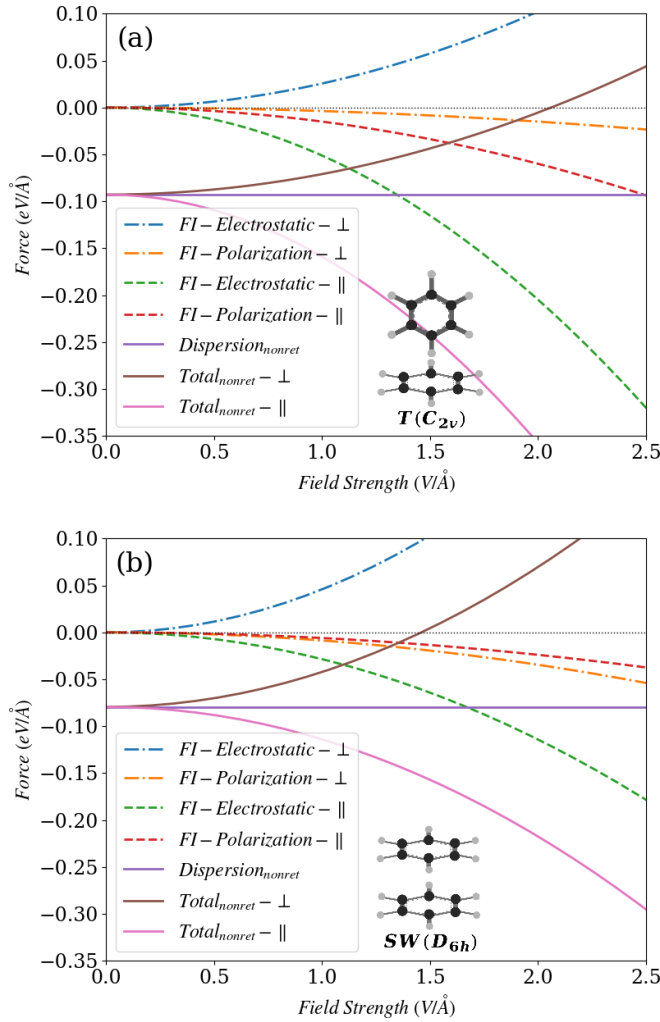 (a)
0.10
0.05
0.00
−0.05
−0.10
−0.15
−0.20
−0.25
−0.30
−0.35
Force (eV/Å)
FI − Electrostatic − ⊥
FI − Polarization − ⊥
FI − Electrostatic − ∥
FI − Polarization − ∥
Dispersion_nonret
Total_nonret − ⊥
Total_nonret − ∥
T(C_2v)
0.0 0.5 1.0 1.5 2.0 2.5
Field Strength (V/Å)
(b)
0.10
0.05
0.00
−0.05
−0.10
−0.15
−0.20
−0.25
−0.30
−0.35
Force (eV/Å)
FI − Electrostatic − ⊥
FI − Polarization − ⊥
FI − Electrostatic − ∥
FI − Polarization − ∥
Dispersion_nonret
Total_nonret − ⊥
Total_nonret − ∥
SW(D_6h)
0.0 0.5 1.0 1.5 2.0 2.5
Field Strength (V/Å)